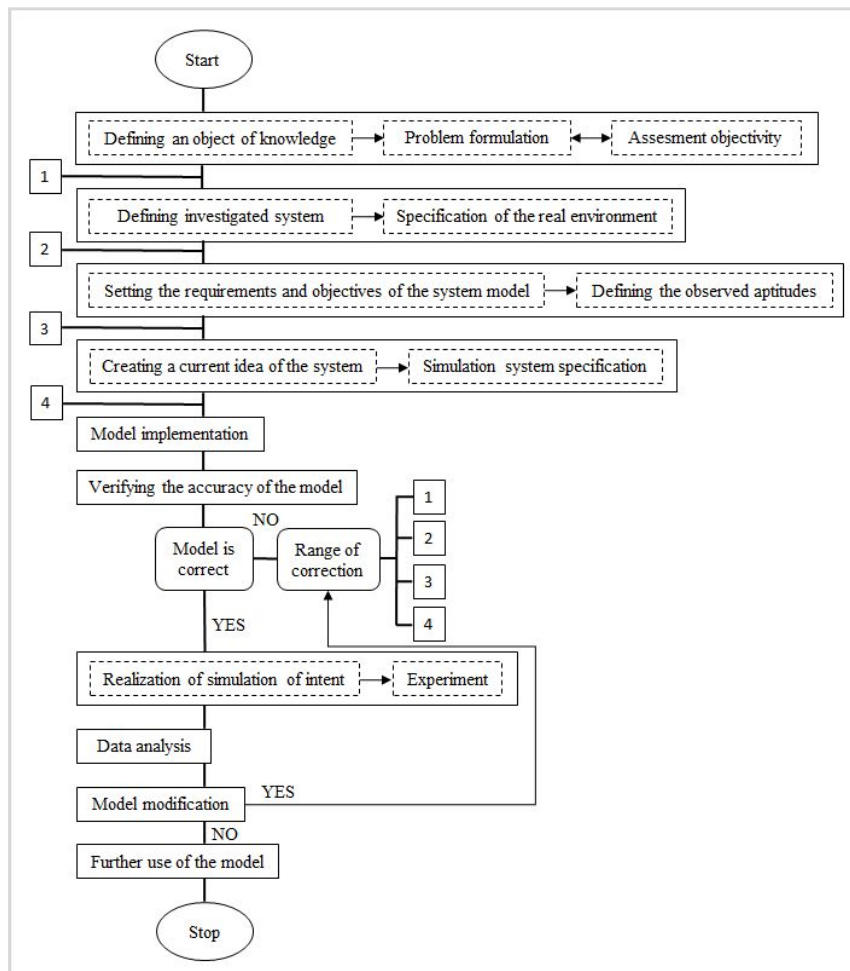 Start
Defining an object of knowledge
Problem formulation
Assesment objectivity
1
Defining investigated system
Specification of the real environment
2
Setting the requirements and objectives of the system model
Defining the observed aptitudes
3
Creating a current idea of the system
Simulation system specification
4
Model implementation
Verifying the accuracy of the model
NO
Model is
correct
Range of
correction
1
2
3
4
YES
Realization of simulation of intent
Experiment
Data analysis
YES
Model modification
NO
Further use of the model
Stop